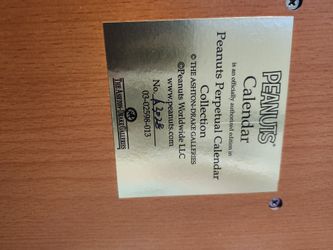 PEANUTS®
Calendar
is an officially authorized edition in
Peanuts Perpetual Calendar
Collection
© THE ASHTON-DRAKE GALLERIES
©Peanuts Worldwide LLC
www.peanuts.com
No.
03-02598-013
THE ASHTON-DRAKE GALLERIES